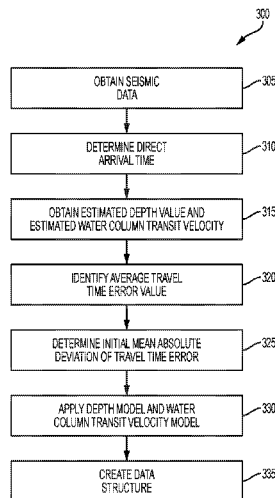 300
OBTAIN SEISMIC
DATA
305
DETERMINE DIRECT
ARRIVAL TIME
310
OBTAIN ESTIMATED DEPTH VALUE AND
ESTIMATED WATER COLUMN TRANSIT VELOCITY
315
IDENTIFY AVERAGE TRAVEL
TIME ERROR VALUE
320
DETERMINE INITIAL MEAN ABSOLUTE
DEVIATION OF TRAVEL TIME ERROR
325
APPLY DEPTH MODEL AND WATER
COLUMN TRANSIT VELOCITY MODEL
330
CREATE DATA
STRUCTURE
335